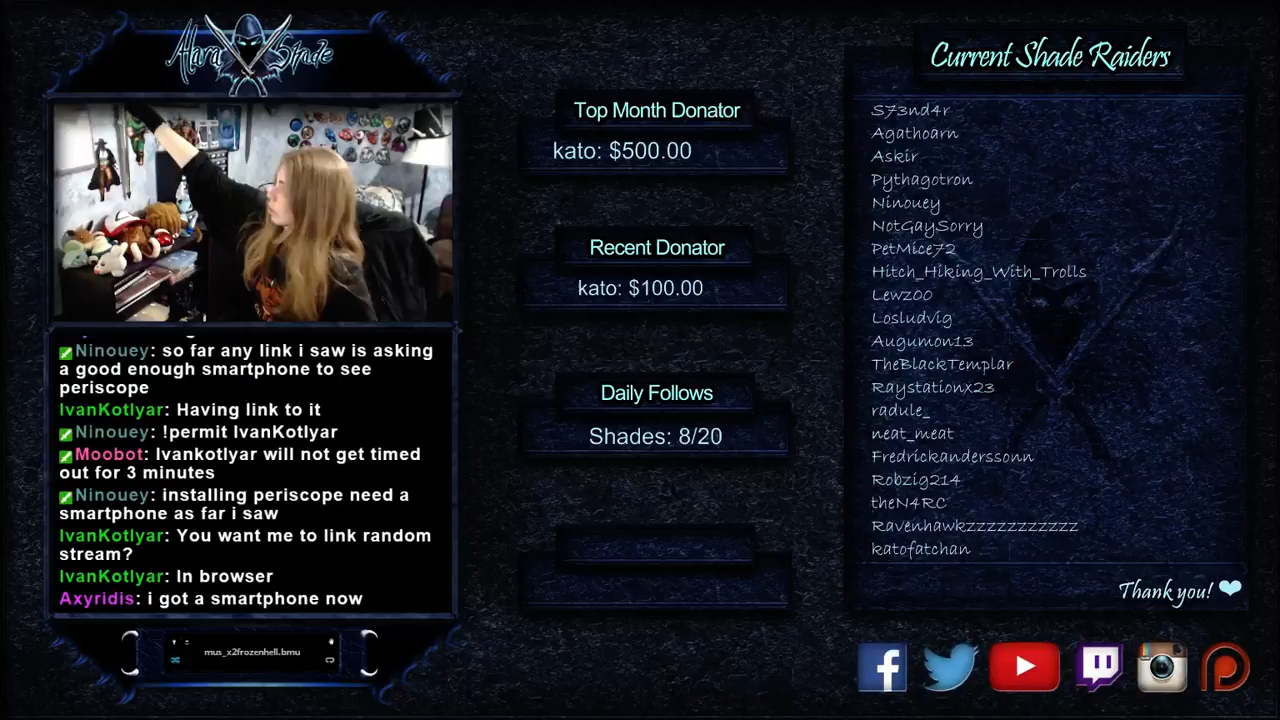 Alara Shade
Ninouey: so far any link i saw is asking
a good enough smartphone to see
periscope
IvanKotlyar: Having link to it
Ninouey: !permit IvanKotlyar
Moobot: Ivankotlyar will not get timed
out for 3 minutes
Ninouey: installing periscope need a
smartphone as far i saw
IvanKotlyar: You want me to link random
stream?
IvanKotlyar: In browser
Axyridis: i got a smartphone now
mus_x2frozenhell.bmu
Top Month Donator
kato: $500.00
Recent Donator
kato: $100.00
Daily Follows
Shades: 8/20
Current Shade Raiders
S73nd4r
Agathoarn
Askir
Pythagotron
Ninouey
NotGaySorry
PetMice72
Hitch_Hiking_With_Trolls
Lewz00
Losludvig
Augumon13
TheBlackTemplar
Raystationx23
radule_
neat_meat
Fredrickanderssonn
Robzig214
theN4RC
Ravenhawkzzzzzzzzzzz
katofatchan
Thank you! ❤